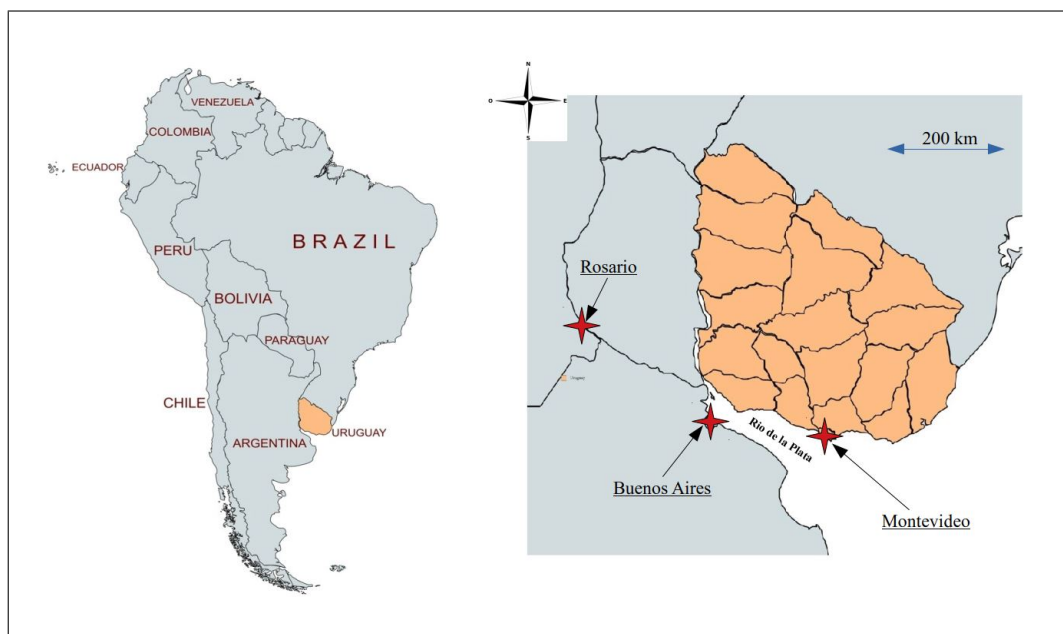 VENEZUELA
COLOMBIA
ECUADOR
BRAZIL
PERU
BOLIVIA
PARAGUAY
CHILE
ARGENTINA
URUGUAY
N
O
E
S
200 km
Rosario
Uruguay
Rio de la Plata
Buenos Aires
Montevideo